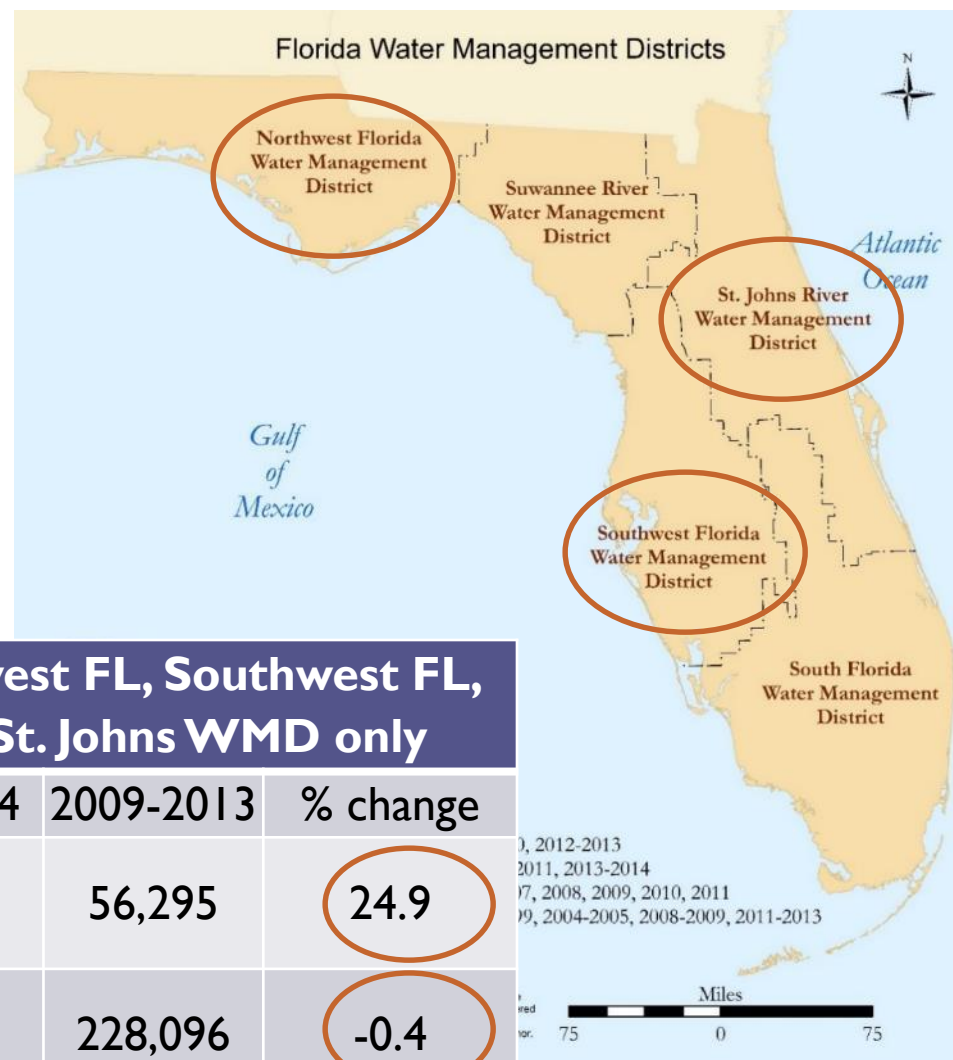 Florida Water Management Districts
N
Northwest Florida
Water Management
District
Suwannee River
Water Management
District
Atlantic
Ocean
St. Johns River
Water Management
District
Gulf
of
Mexico
Southwest Florida
Water Management
District
South Florida
Water Management
District
vest FL, Southwest FL,
St. Johns WMD only
4 2009-2013 % change
56,295 24.9
228,096 -0.4
, 2012-2013
2011, 2013-2014
7, 2008, 2009, 2010, 2011
99, 2004-2005, 2008-2009, 2011-2013
Miles
75 0 75